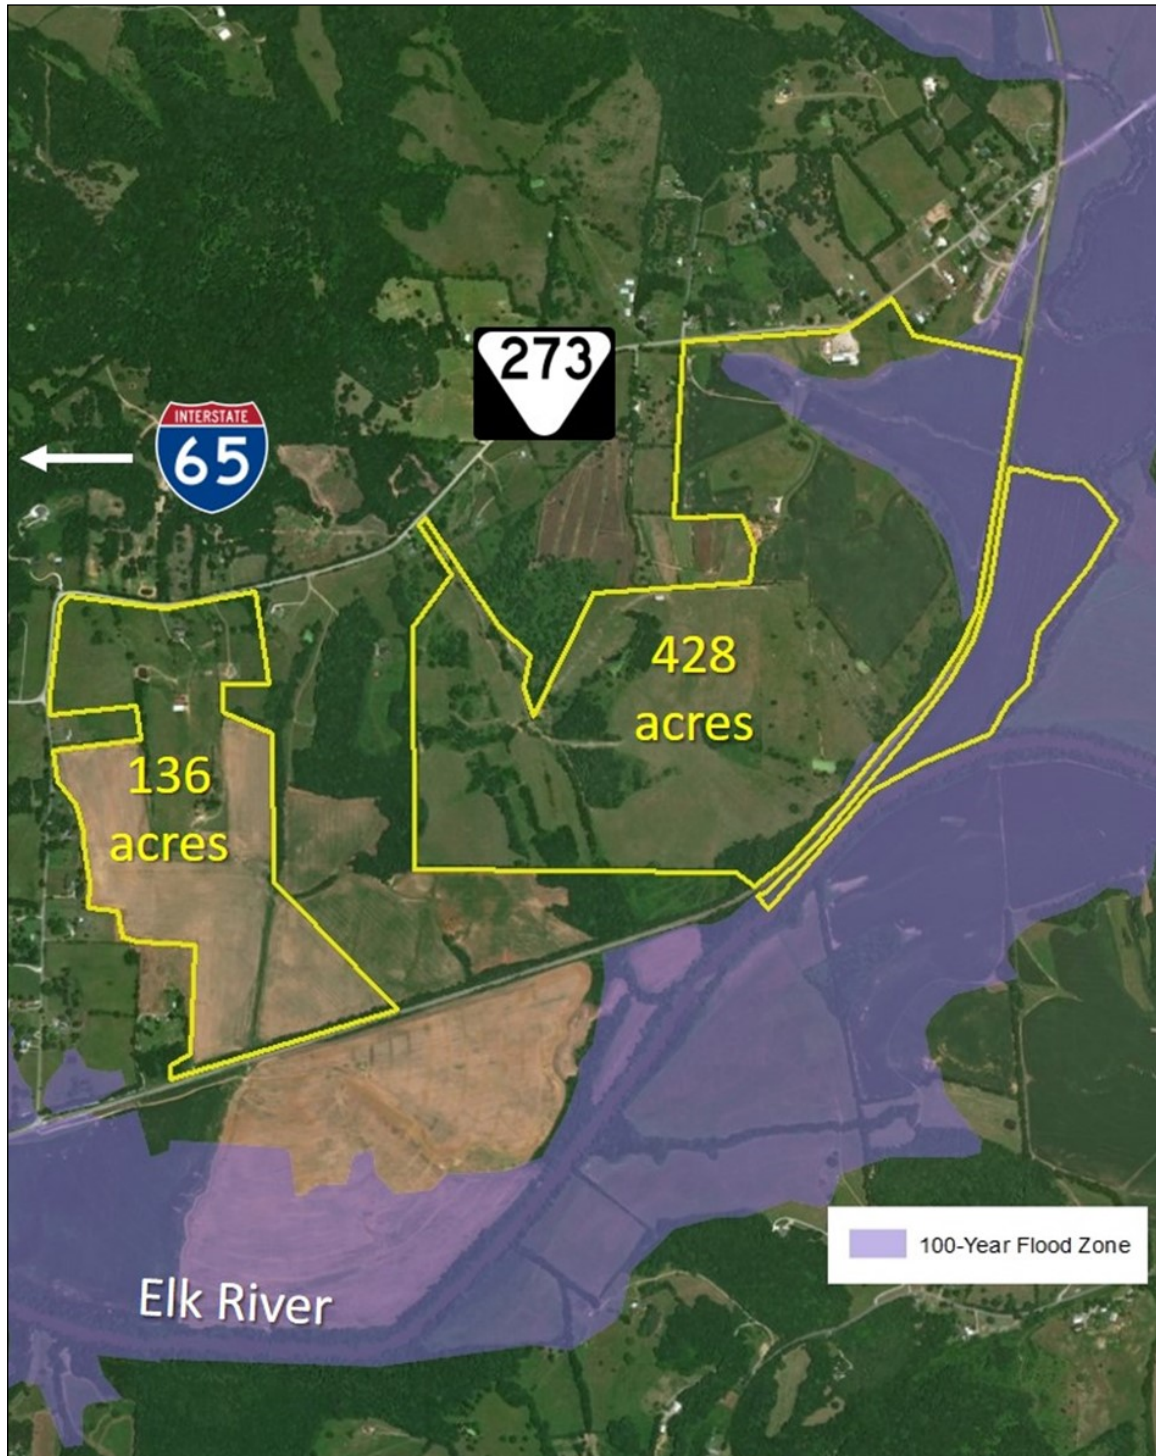 273
INTERSTATE
65
428
acres
136
acres
100-Year Flood Zone
Elk River